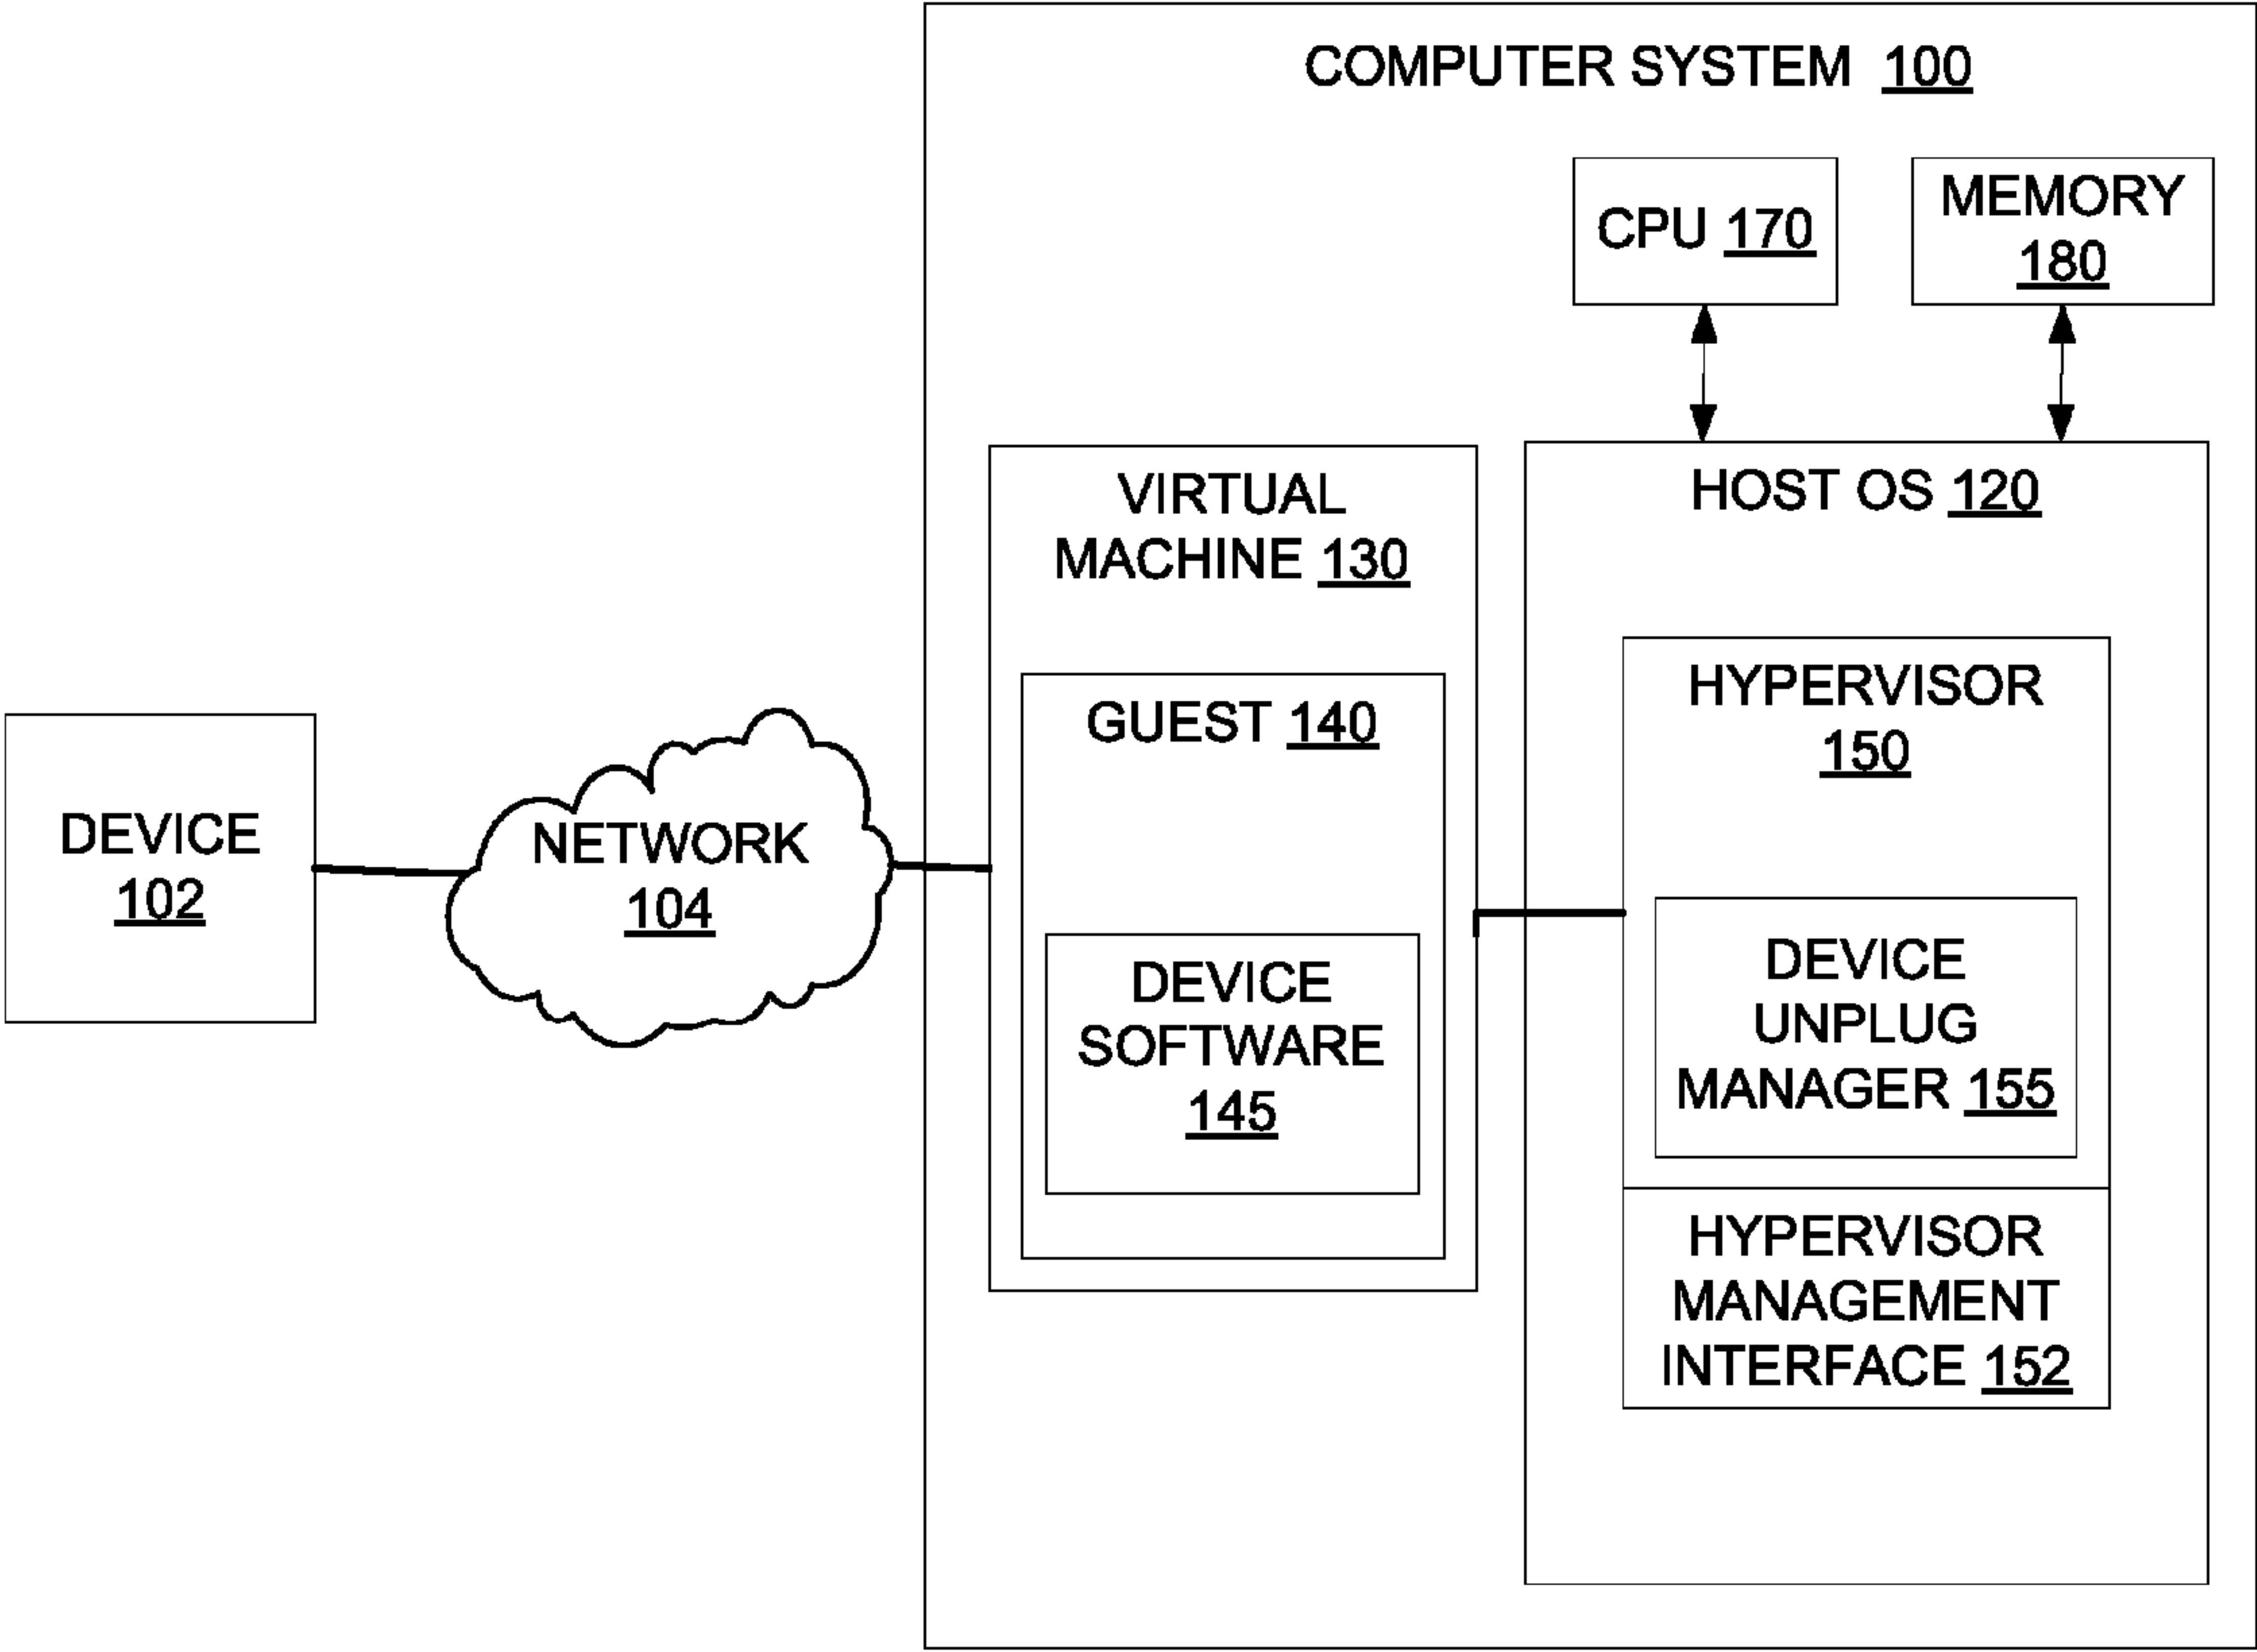 COMPUTER SYSTEM 100
CPU 170
MEMORY
180
HOST OS 120
VIRTUAL
MACHINE 130
GUEST 140
DEVICE
SOFTWARE
145
HYPERVISOR
150
DEVICE
UNPLUG
MANAGER 155
HYPERVISOR
MANAGEMENT
INTERFACE 152
DEVICE
102
NETWORK
104